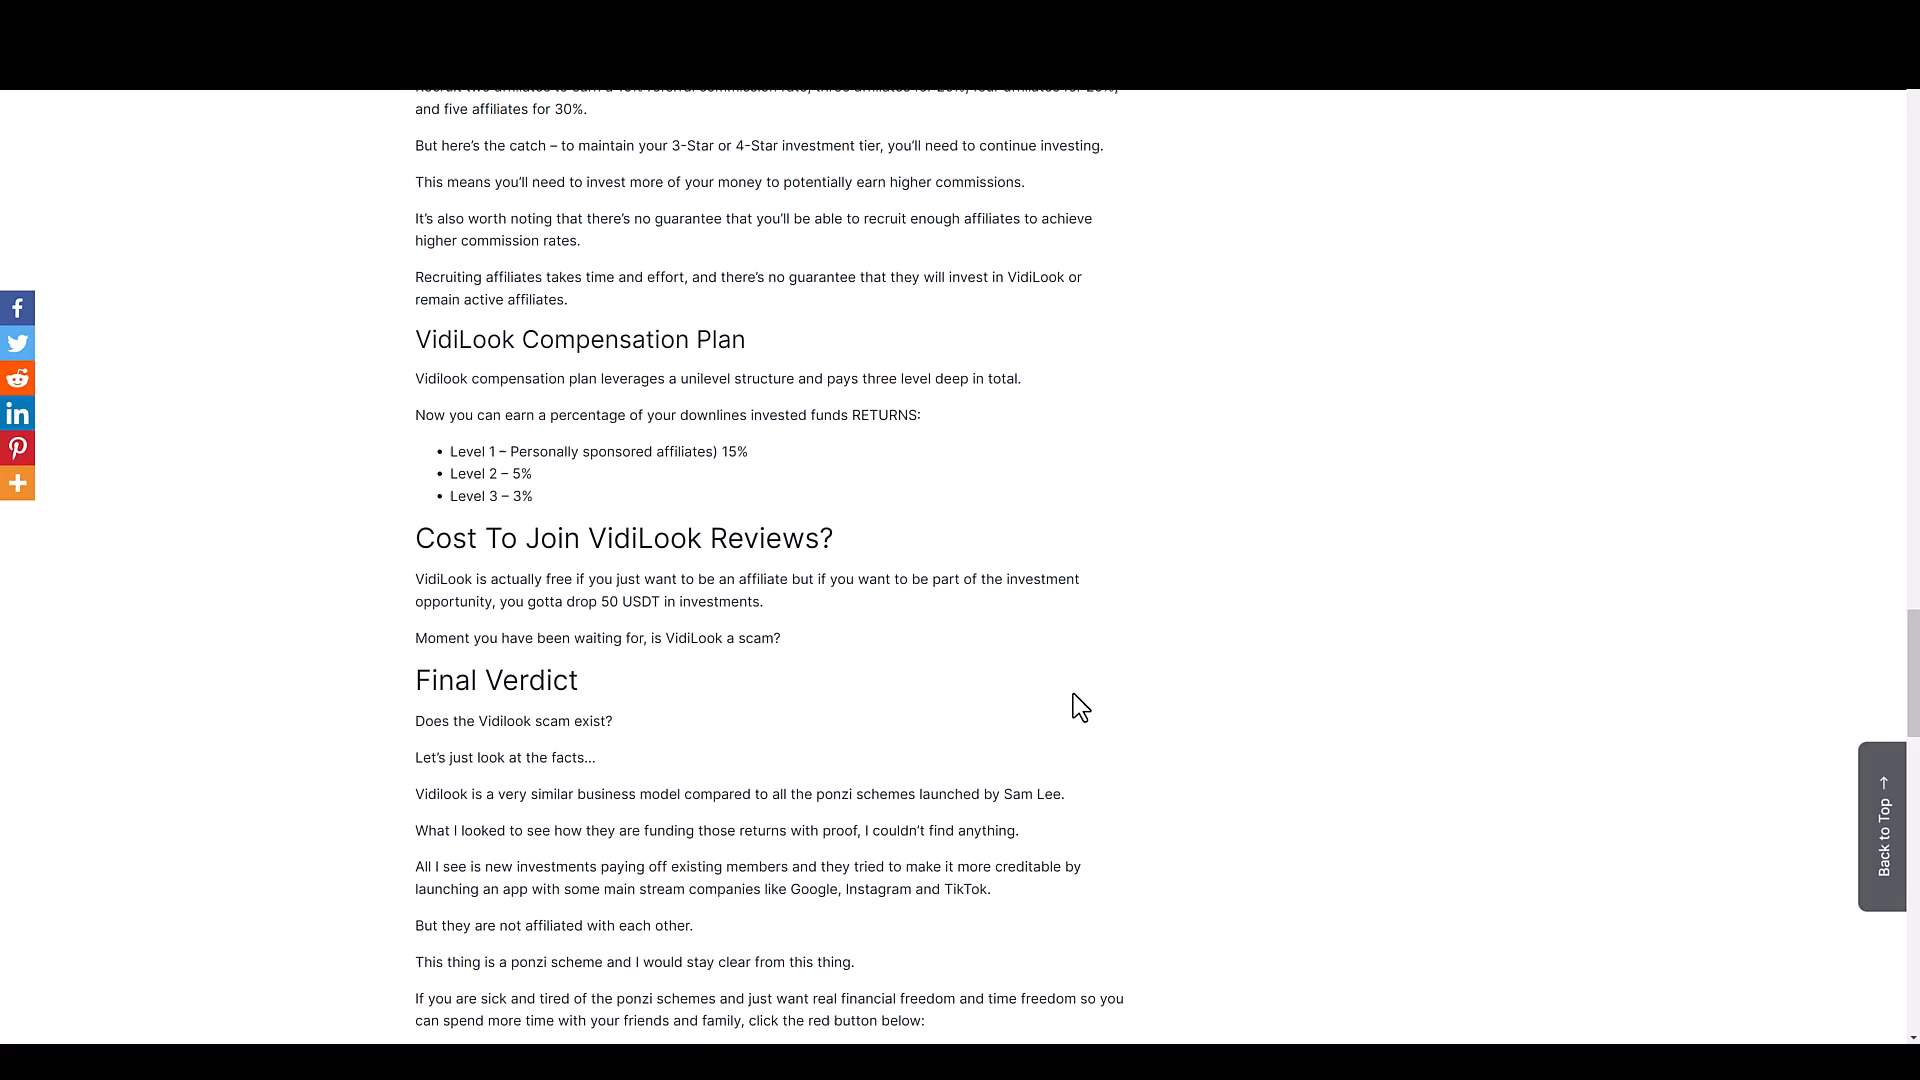 and five affiliates for 30%.
But here's the catch – to maintain your 3-Star or 4-Star investment tier, you'll need to continue investing.
This means you'll need to invest more of your money to potentially earn higher commissions.
It's also worth noting that there's no guarantee that you'll be able to recruit enough affiliates to achieve
higher commission rates.
Recruiting affiliates takes time and effort, and there's no guarantee that they will invest in VidiLook or
remain active affiliates.
VidiLook Compensation Plan
Vidilook compensation plan leverages a unilevel structure and pays three level deep in total.
Now you can earn a percentage of your downlines invested funds RETURNS:
• Level 1 – Personally sponsored affiliates) 15%
• Level 2 – 5%
• Level 3 – 3%
Cost To Join VidiLook Reviews?
VidiLook is actually free if you just want to be an affiliate but if you want to be part of the investment
opportunity, you gotta drop 50 USDT in investments.
Moment you have been waiting for, is VidiLook a scam?
Final Verdict
Does the Vidilook scam exist?
Let's just look at the facts…
Vidilook is a very similar business model compared to all the ponzi schemes launched by Sam Lee.
What I looked to see how they are funding those returns with proof, I couldn't find anything.
All I see is new investments paying off existing members and they tried to make it more creditable by
launching an app with some main stream companies like Google, Instagram and TikTok.
But they are not affiliated with each other.
This thing is a ponzi scheme and I would stay clear from this thing.
If you are sick and tired of the ponzi schemes and just want real financial freedom and time freedom so you
can spend more time with your friends and family, click the red button below:
Back to Top →